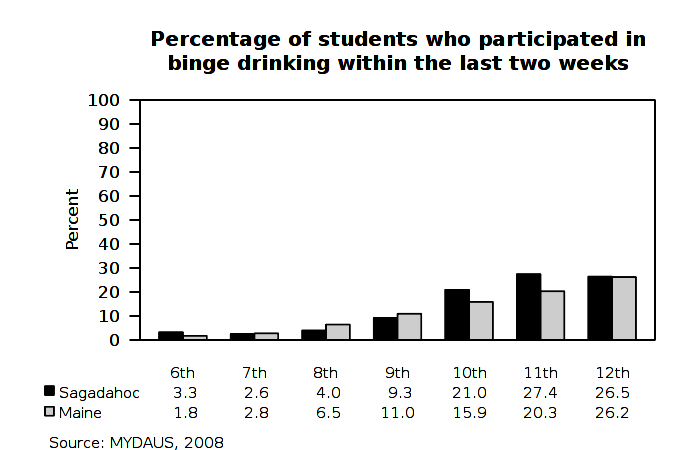 Percentage of students who participated in
binge drinking within the last two weeks
100
90
80
70
60
50
40
30
20
10
0
Percent
6th 7th 8th 9th 10th 11th 12th
Sagadahoc 3.3 2.6 4.0 9.3 21.0 27.4 26.5
Maine 1.8 2.8 6.5 11.0 15.9 20.3 26.2
Source: MYDAUS, 2008